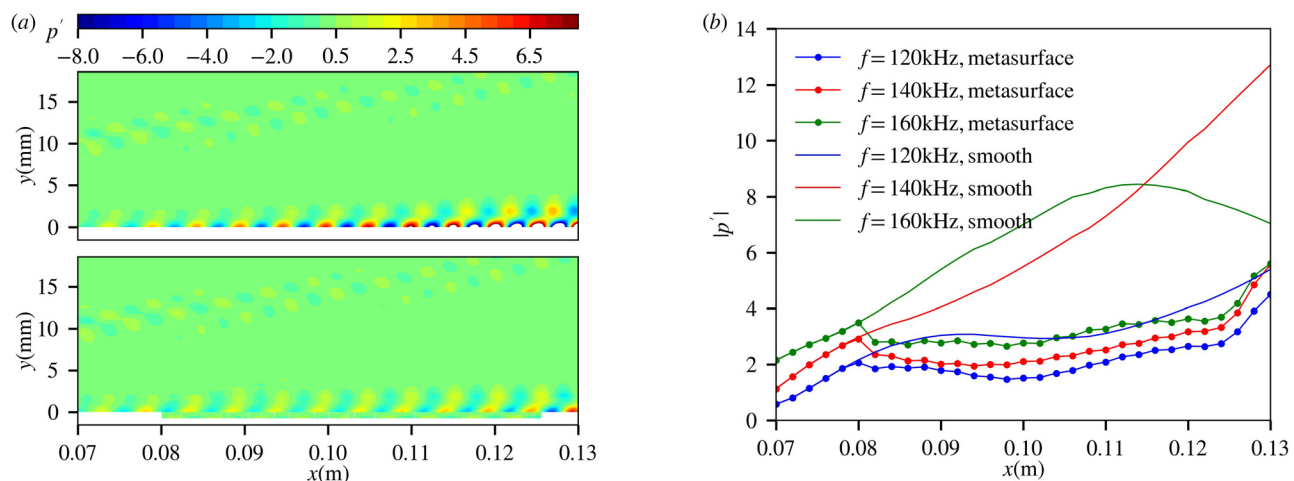 (a)
p′
−8.0 −6.0 −4.0 −2.0 0.5 2.5 4.5 6.5
15
10
5
0
y(mm)
15
10
5
0
y(mm)
0.07 0.08 0.09 0.10 0.11 0.12 0.13
x(m)
(b)
14
12
10
8
6
4
2
0
|p′|
f = 120kHz, metasurface
f = 140kHz, metasurface
f = 160kHz, metasurface
f = 120kHz, smooth
f = 140kHz, smooth
f = 160kHz, smooth
0.07 0.08 0.09 0.10 0.11 0.12 0.13
x(m)